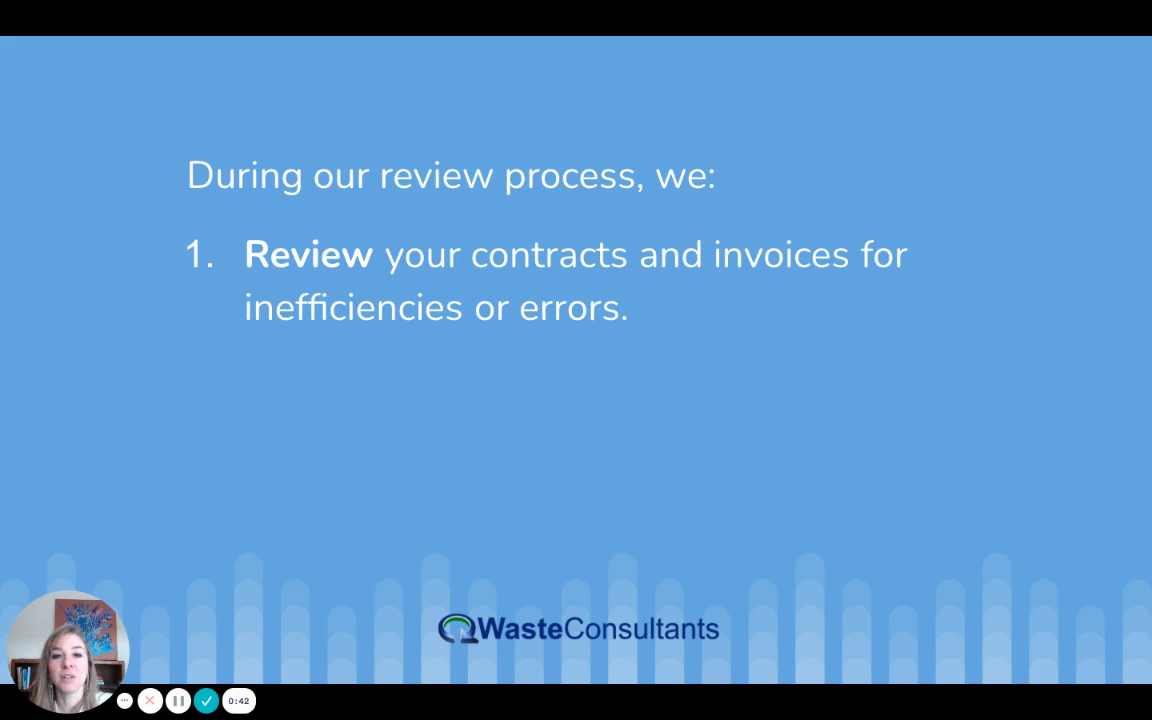 During our review process, we:
1. Review your contracts and invoices for
inefficiencies or errors.
WasteConsultants
0:42